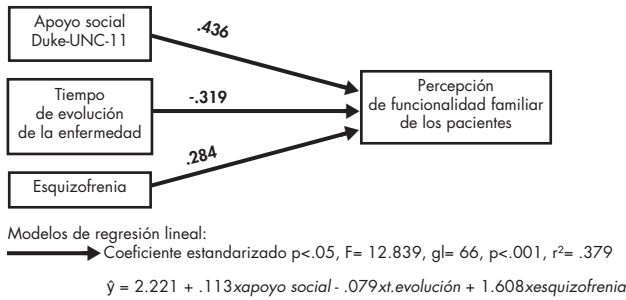 Apoyo social
Duke-UNC-11
.436
Tiempo
de evolución
de la enfermedad
-.319
Percepción
de funcionalidad familiar
de los pacientes
.284
Esquizofrenia
Modelos de regresión lineal:
Coeficiente estandarizado p<.05, F= 12.839, gl= 66, p<.001, r²= .379
ŷ = 2.221 + .113xapoyo social - .079xt.evolución + 1.608xesquizofrenia